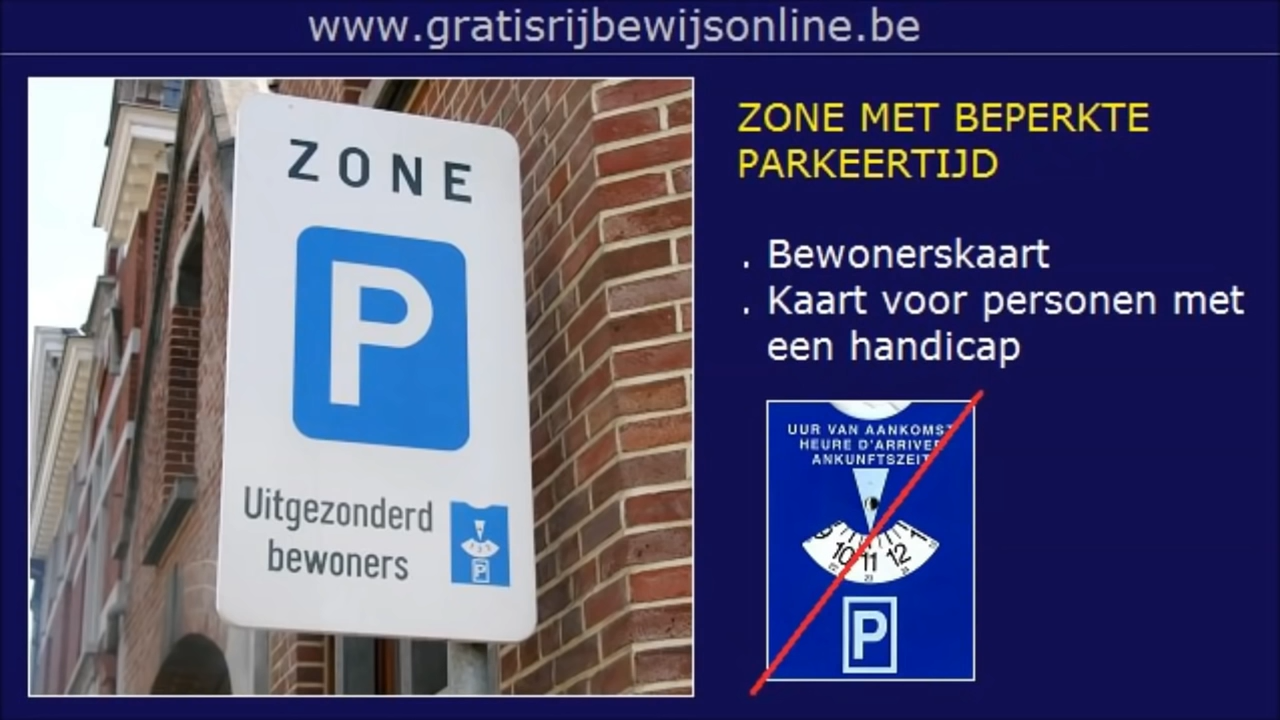 www.gratisrijbewijsonline.be
ZONE
P
Uitgezonderd
bewoners
P
ZONE MET BEPERKTE
PARKEERTIJD
. Bewonerskaart
. Kaart voor personen met
een handicap
UUR VAN AANKOMST
HEURE D'ARRIVEE
ANKUNFTSZEIT
10 11 12
P